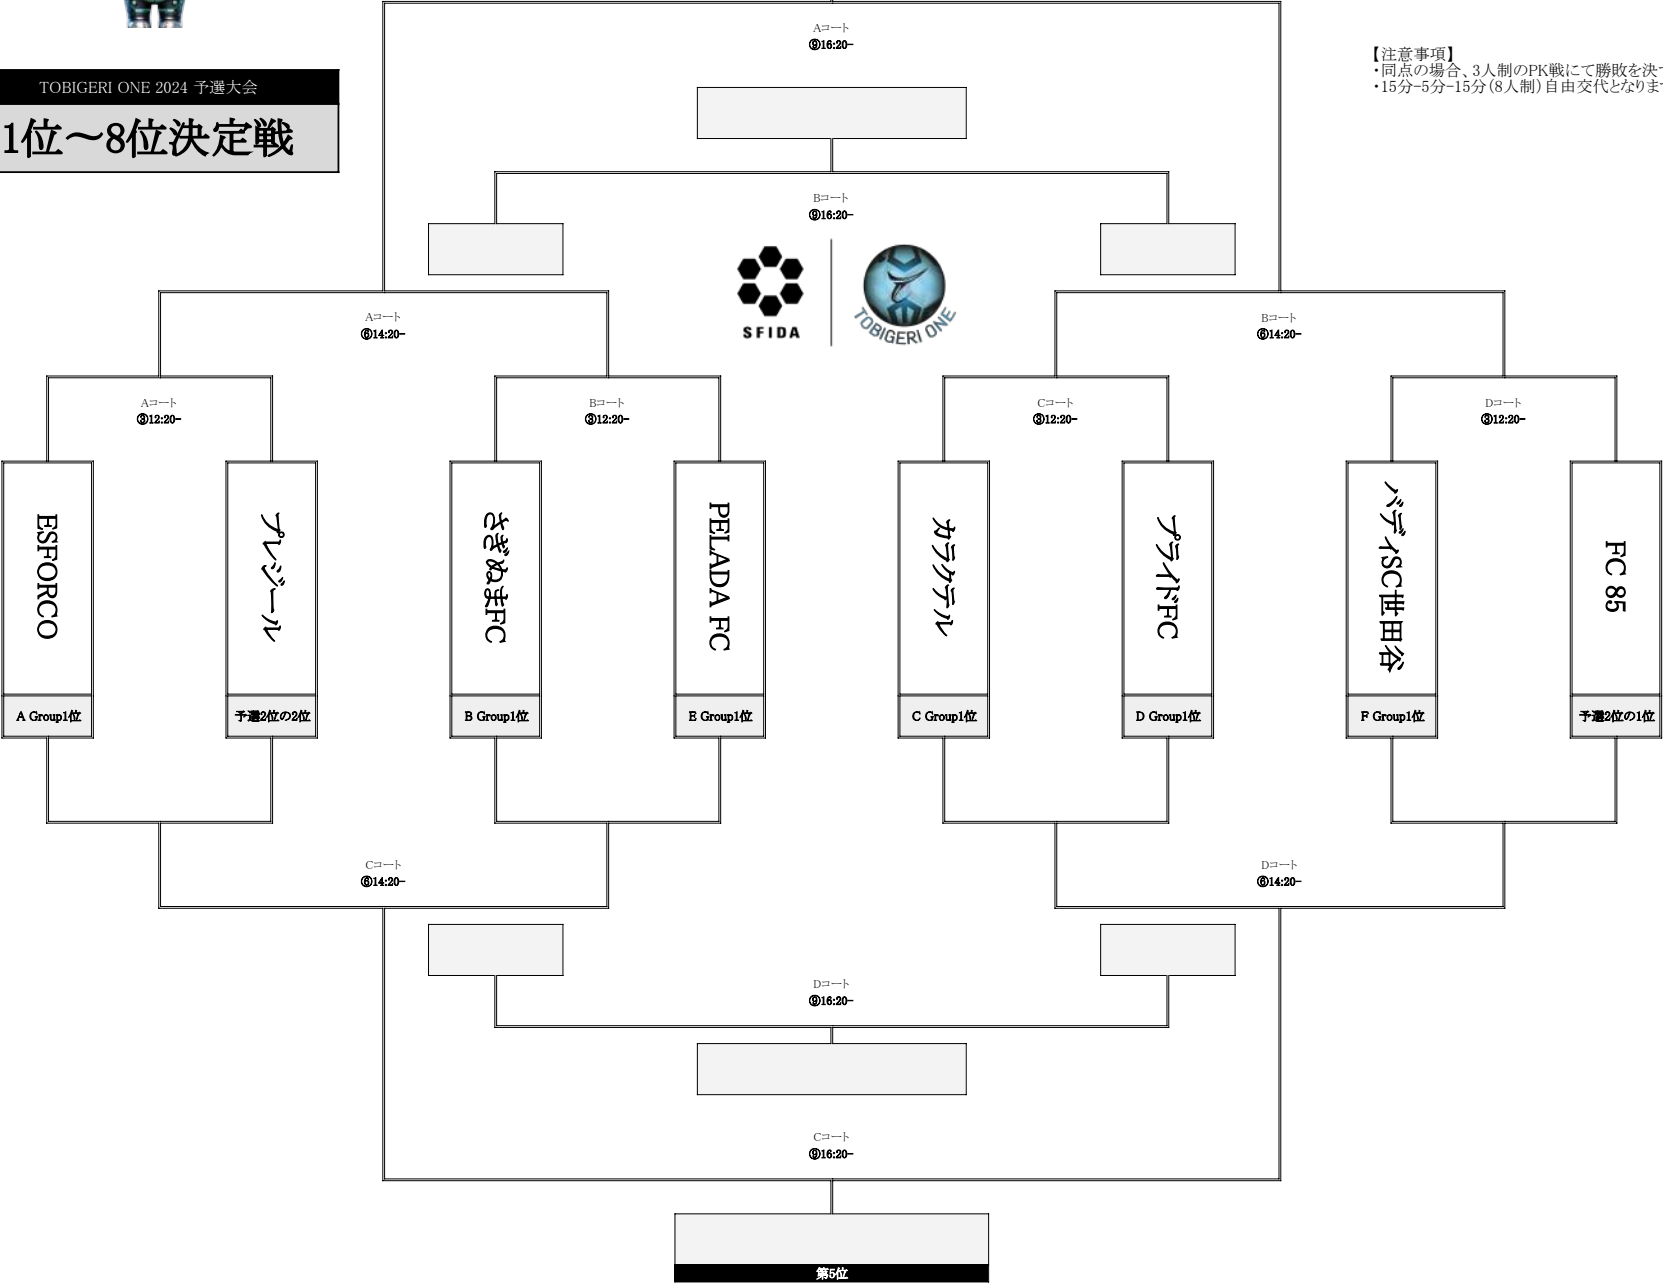 Aコート
⑨16:20-
【注意事項】
・同点の場合、3人制のPK戦にて勝敗を決
・15分-5分-15分(8人制)自由交代となりま
TOBIGERI ONE 2024 予選大会
1位～8位決定戦
Bコート
⑨16:20-
SFIDA
TOBIGERI ONE
Aコート
⑥14:20-
Bコート
⑥14:20-
Aコート
③12:20-
Bコート
③12:20-
Cコート
③12:20-
Dコート
③12:20-
ESFORCO
プレジール
さぎぬまFC
PELADA FC
カラクテル
プライドFC
バディSC世田谷
FC 85
A Group1位
予選2位の2位
B Group1位
E Group1位
C Group1位
D Group1位
F Group1位
予選2位の1位
Cコート
⑥14:20-
Dコート
⑥14:20-
Dコート
⑨16:20-
Cコート
⑨16:20-
第5位